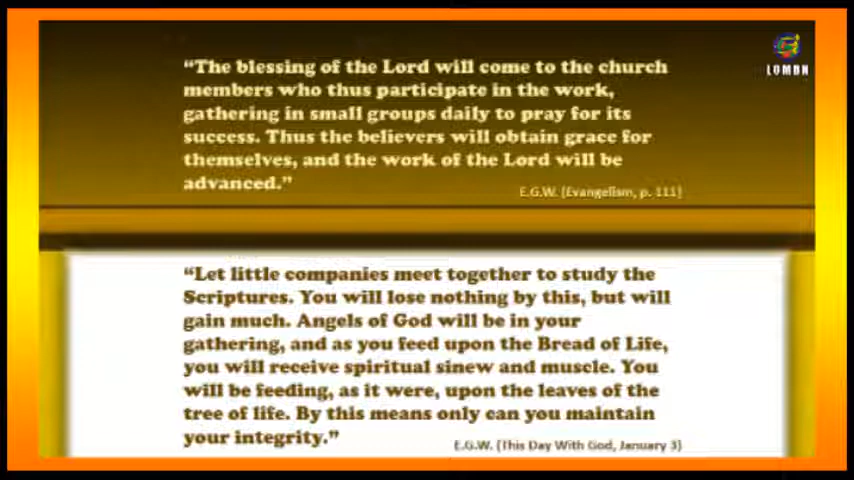 LOMDN
“The blessing of the Lord will come to the church
members who thus participate in the work,
gathering in small groups daily to pray for its
success. Thus the believers will obtain grace for
themselves, and the work of the Lord will be
advanced.”
E.G.W. (Evangelism, p. 111)
“Let little companies meet together to study the
Scriptures. You will lose nothing by this, but will
gain much. Angels of God will be in your
gathering, and as you feed upon the Bread of Life,
you will receive spiritual sinew and muscle. You
will be feeding, as it were, upon the leaves of the
tree of life. By this means only can you maintain
your integrity.”
E.G.W. (This Day With God, January 3)